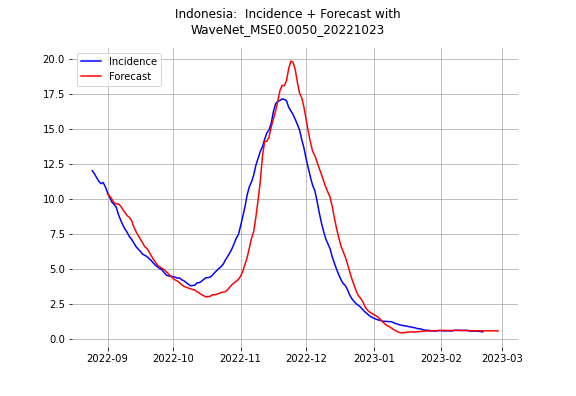 Indonesia:  Incidence + Forecast with
WaveNet_MSE0.0050_20221023
Incidence
Forecast
20.0
17.5
15.0
12.5
10.0
7.5
5.0
2.5
0.0
2022-09 2022-10 2022-11 2022-12 2023-01 2023-02 2023-03